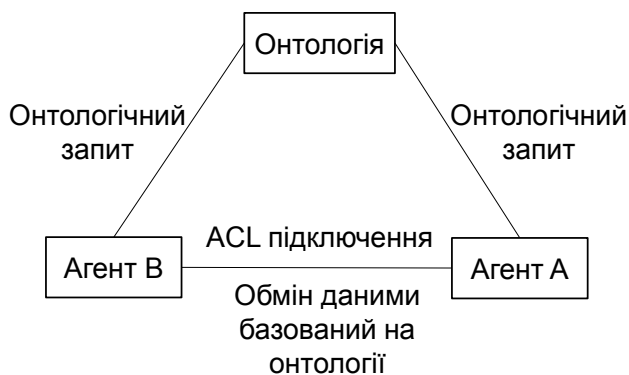 Онтологія
Онтологічний
запит
Онтологічний
запит
ACL підключення
Агент B
Агент A
Обмін даними
базований на
онтології